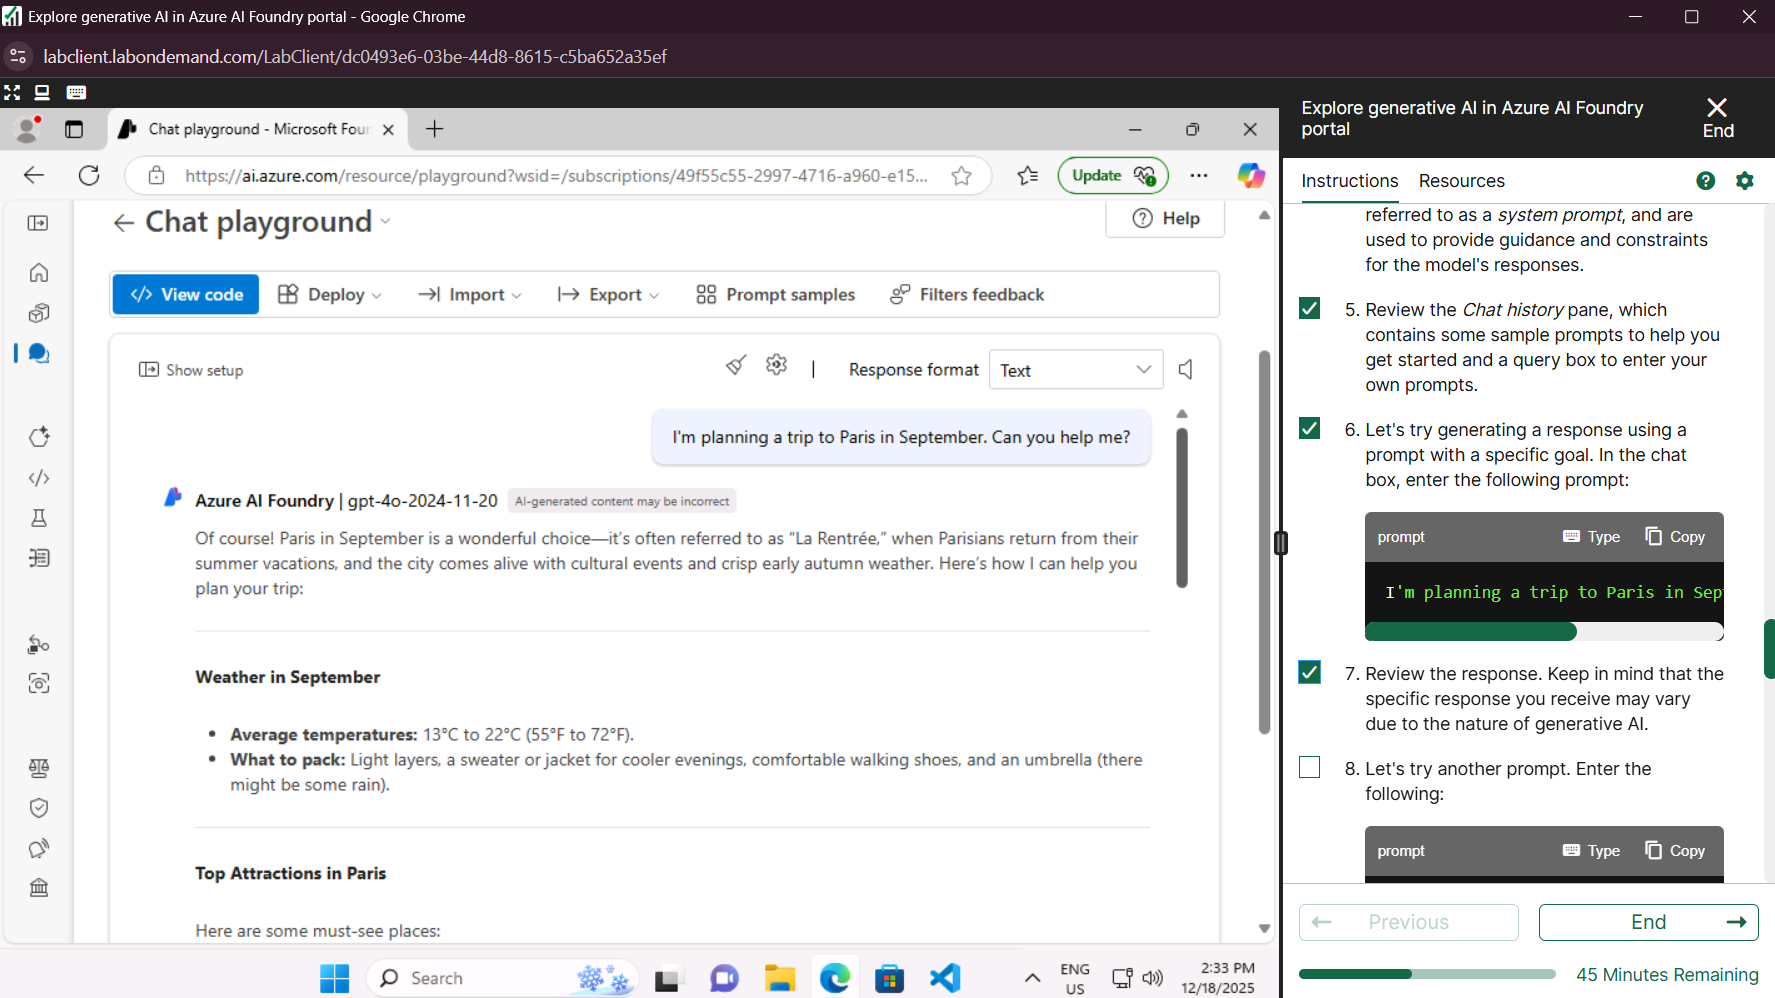 Explore generative AI in Azure AI Foundry portal - Google Chrome
labclient.labondemand.com/LabClient/dc0493e6-03be-44d8-8615-c5ba652a35ef
Chat playground - Microsoft Foun
https://ai.azure.com/resource/playground?wsid=/subscriptions/49f55c55-2997-4716-a960-e15...
Update
Chat playground
Help
View code
Deploy
Import
Export
Prompt samples
Filters feedback
Show setup
Response format
Text
I'm planning a trip to Paris in September. Can you help me?
Azure AI Foundry | gpt-4o-2024-11-20
AI-generated content may be incorrect
Of course! Paris in September is a wonderful choice—it's often referred to as "La Rentrée," when Parisians return from their
summer vacations, and the city comes alive with cultural events and crisp early autumn weather. Here's how I can help you
plan your trip:
Weather in September
• Average temperatures: 13°C to 22°C (55°F to 72°F).
• What to pack: Light layers, a sweater or jacket for cooler evenings, comfortable walking shoes, and an umbrella (there
might be some rain).
Top Attractions in Paris
Here are some must-see places:
Search
ENG
US
2:33 PM
12/18/2025
Explore generative AI in Azure AI Foundry
portal
End
Instructions
Resources
referred to as a system prompt, and are
used to provide guidance and constraints
for the model's responses.
5. Review the Chat history pane, which
contains some sample prompts to help you
get started and a query box to enter your
own prompts.
6. Let's try generating a response using a
prompt with a specific goal. In the chat
box, enter the following prompt:
prompt
Type
Copy
I'm planning a trip to Paris in Sept
7. Review the response. Keep in mind that the
specific response you receive may vary
due to the nature of generative AI.
8. Let's try another prompt. Enter the
following:
prompt
Type
Copy
Previous
End
45 Minutes Remaining